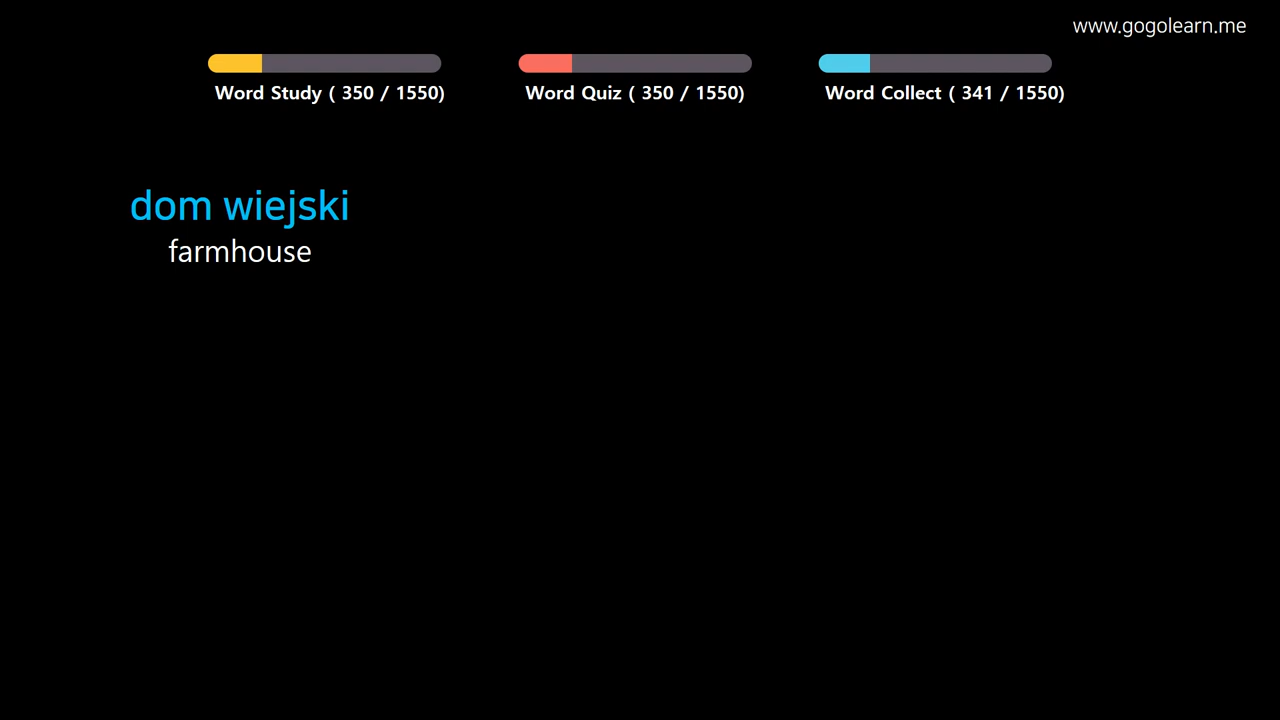 www.gogolearn.me
Word Study ( 350 / 1550)
Word Quiz ( 350 / 1550)
Word Collect ( 341 / 1550)
dom wiejski
farmhouse